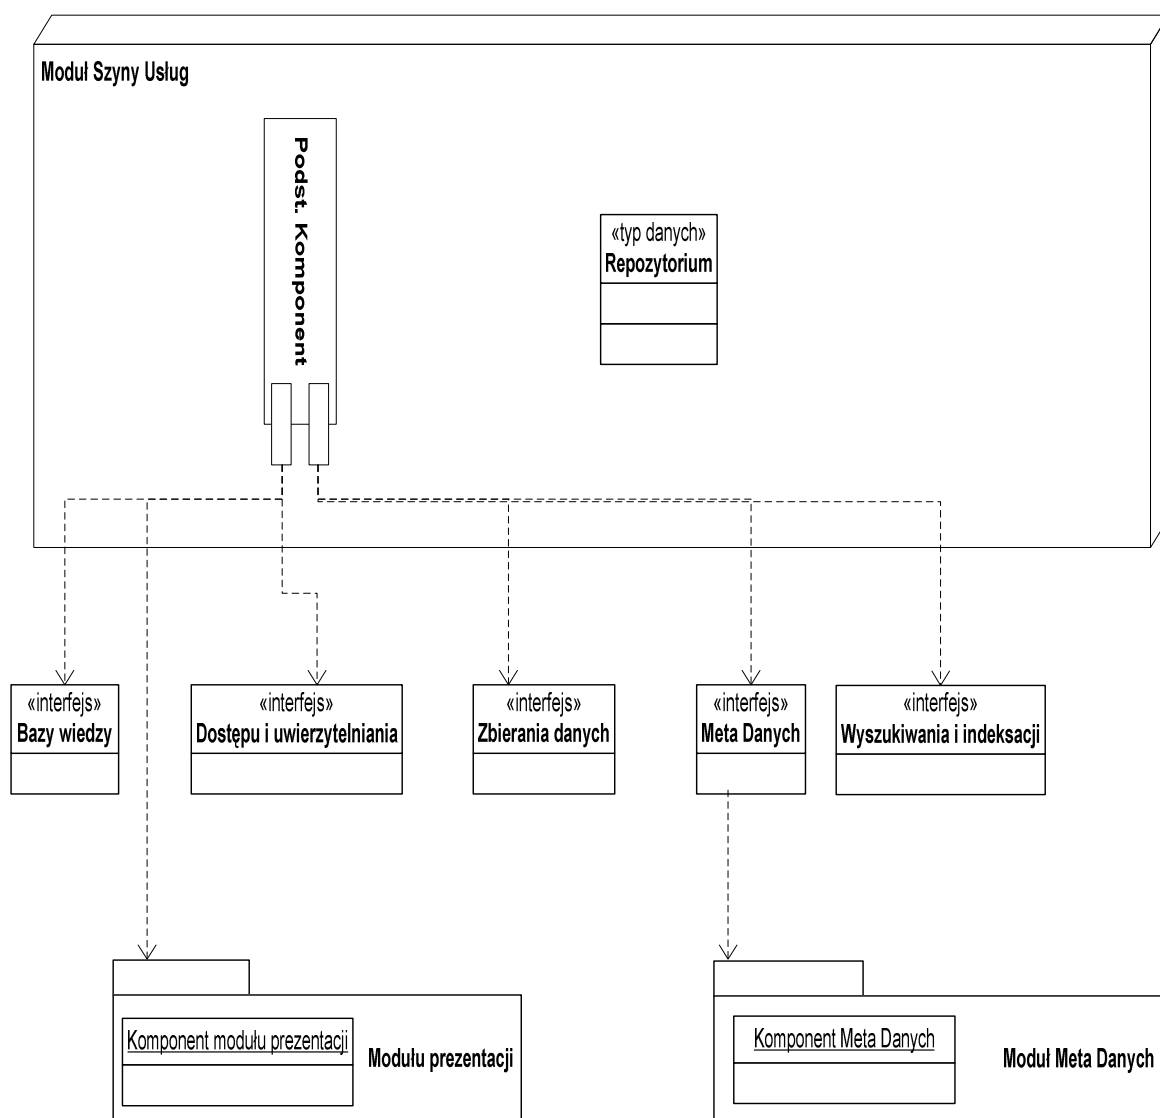 Moduł Szyny Usług
Podst. Komponent
«typ danych»
Repozytorium
«interfejs»
Bazy wiedzy
«interfejs»
Dostępu i uwierzytelniania
«interfejs»
Zbierania danych
«interfejs»
Meta Danych
«interfejs»
Wyszukiwania i indeksacji
Komponent modułu prezentacji
Modułu prezentacji
Komponent Meta Danych
Moduł Meta Danych